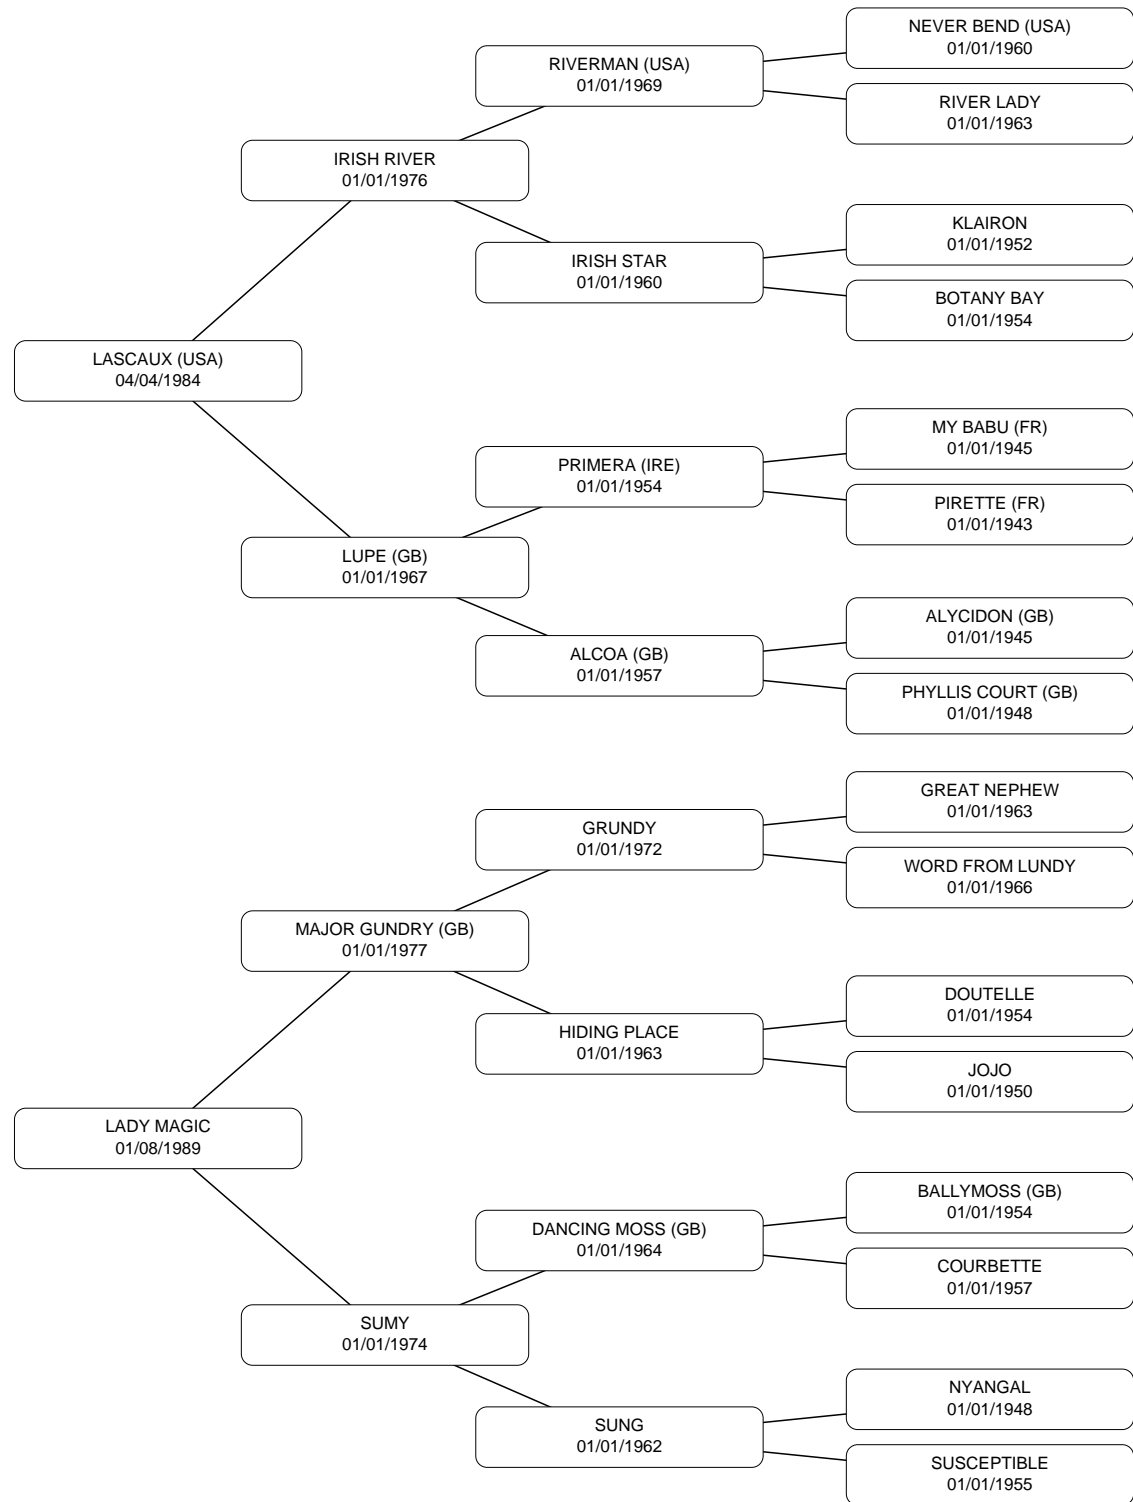 NEVER BEND (USA)
01/01/1960
RIVERMAN (USA)
01/01/1969
RIVER LADY
01/01/1963
IRISH RIVER
01/01/1976
KLAIRON
01/01/1952
IRISH STAR
01/01/1960
BOTANY BAY
01/01/1954
LASCAUX (USA)
04/04/1984
MY BABU (FR)
01/01/1945
PRIMERA (IRE)
01/01/1954
PIRETTE (FR)
01/01/1943
LUPE (GB)
01/01/1967
ALYCIDON (GB)
01/01/1945
ALCOA (GB)
01/01/1957
PHYLLIS COURT (GB)
01/01/1948
GREAT NEPHEW
01/01/1963
GRUNDY
01/01/1972
WORD FROM LUNDY
01/01/1966
MAJOR GUNDRY (GB)
01/01/1977
DOUTELLE
01/01/1954
HIDING PLACE
01/01/1963
JOJO
01/01/1950
LADY MAGIC
01/08/1989
BALLYMOSS (GB)
01/01/1954
DANCING MOSS (GB)
01/01/1964
COURBETTE
01/01/1957
SUMY
01/01/1974
NYANGAL
01/01/1948
SUNG
01/01/1962
SUSCEPTIBLE
01/01/1955